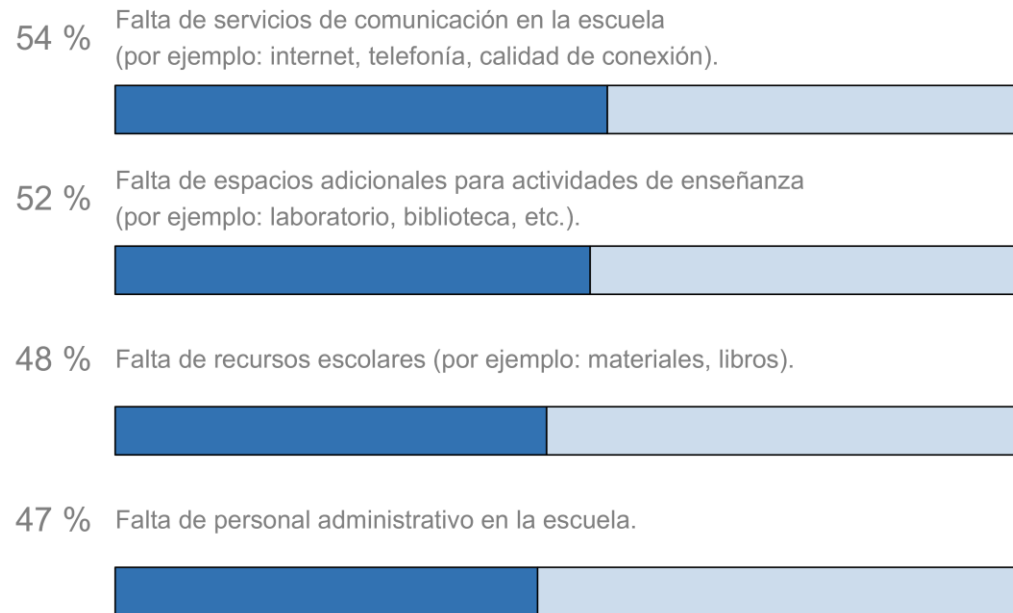 54 %
Falta de servicios de comunicación en la escuela
(por ejemplo: internet, telefonía, calidad de conexión).
52 %
Falta de espacios adicionales para actividades de enseñanza
(por ejemplo: laboratorio, biblioteca, etc.).
48 % Falta de recursos escolares (por ejemplo: materiales, libros).
47 % Falta de personal administrativo en la escuela.